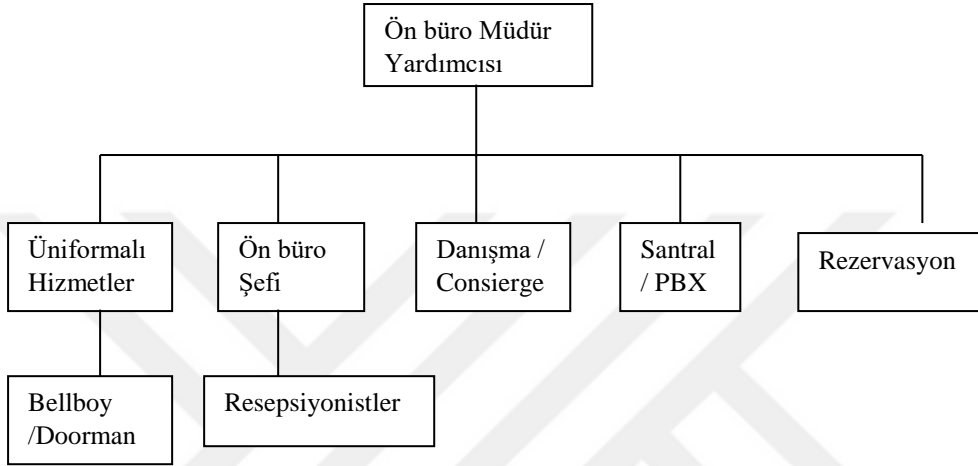 Ön büro Müdür
Yardımcısı
Üniformalı
Hizmetler
Ön büro
Şefi
Danışma /
Consierge
Santral
/ PBX
Rezervasyon
Bellboy
/Doorman
Resepsiyonistler